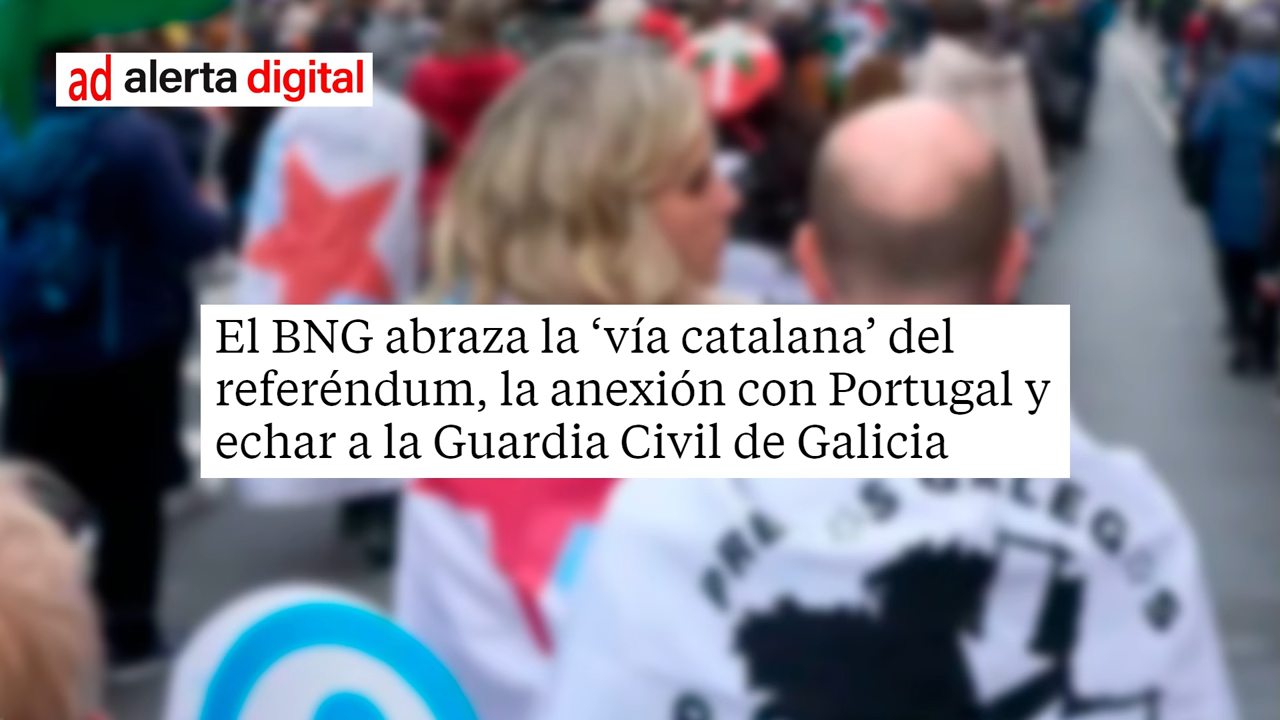 ad alerta digital
El BNG abraza la ‘vía catalana’ del
referéndum, la anexión con Portugal y
echar a la Guardia Civil de Galicia
GALEGOS